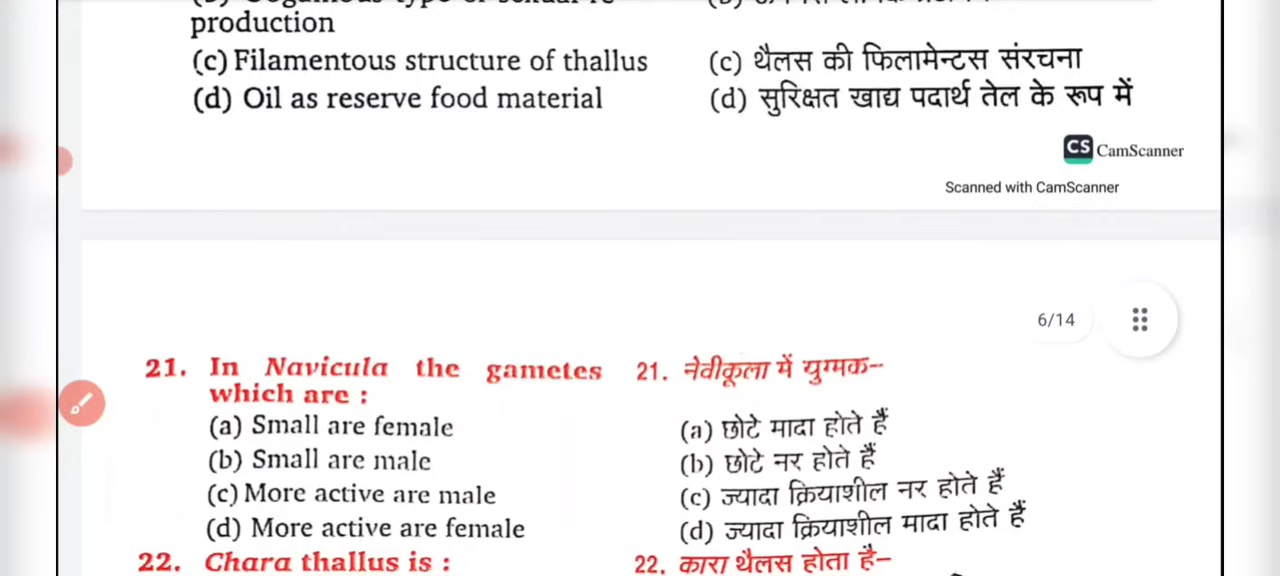 production
(c) Filamentous structure of thallus
(d) Oil as reserve food material
(c) थैलस की फिलामेन्टस संरचना
(d) सुरक्षित खाद्य पदार्थ तेल के रूप में
CS CamScanner
Scanned with CamScanner
6/14
21. In Navicula the gametes
which are :
(a) Small are female
(b) Small are male
(c) More active are male
(d) More active are female
22. Chara thallus is :
21. नेवीकूला में युग्मक–
(a) छोटे मादा होते हैं
(b) छोटे नर होते हैं
(c) ज्यादा क्रियाशील नर होते हैं
(d) ज्यादा क्रियाशील मादा होते हैं
22. कारा थैलस होता है–